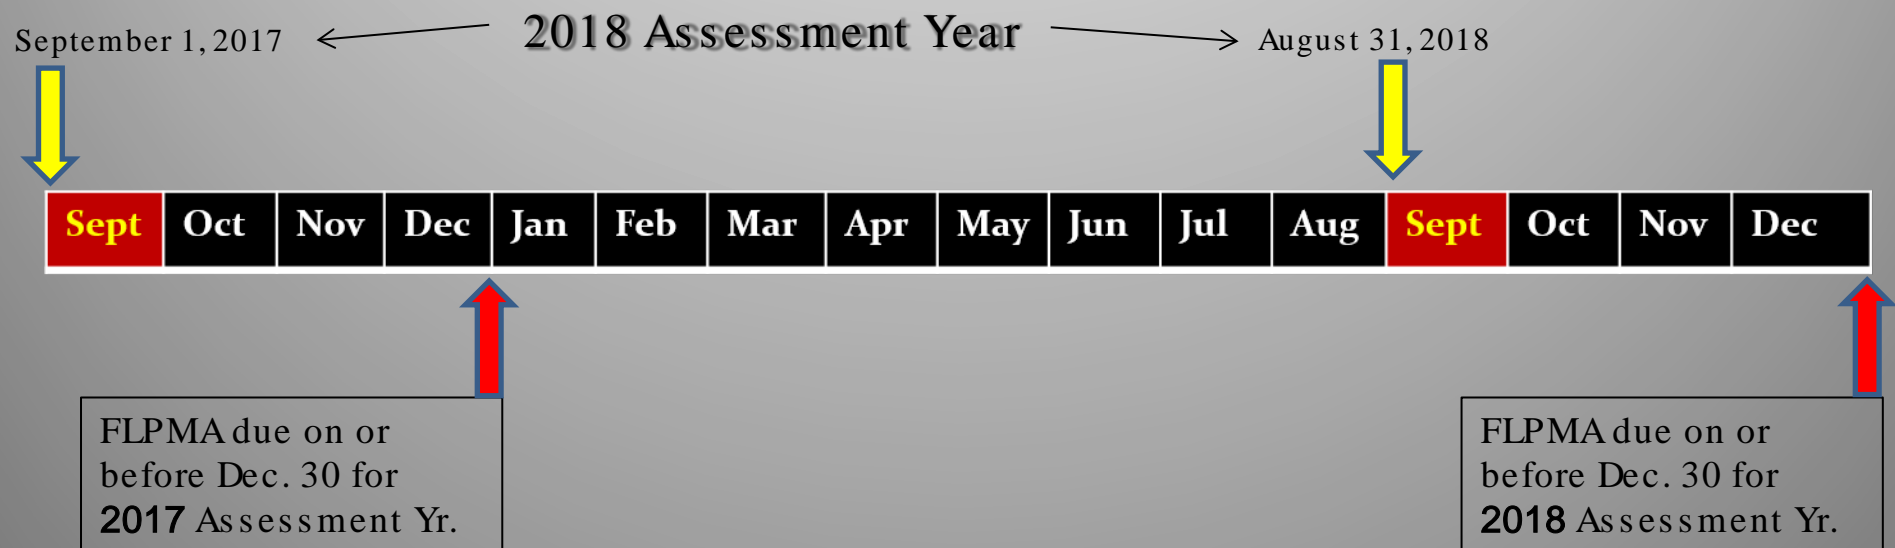 2018 Assessment Year
September 1, 2017
August 31, 2018
Sept Oct Nov Dec Jan Feb Mar Apr May Jun Jul Aug Sept Oct Nov Dec
FLPMA due on or
before Dec. 30 for
2017 Assessment Yr.
FLPMA due on or
before Dec. 30 for
2018 Assessment Yr.